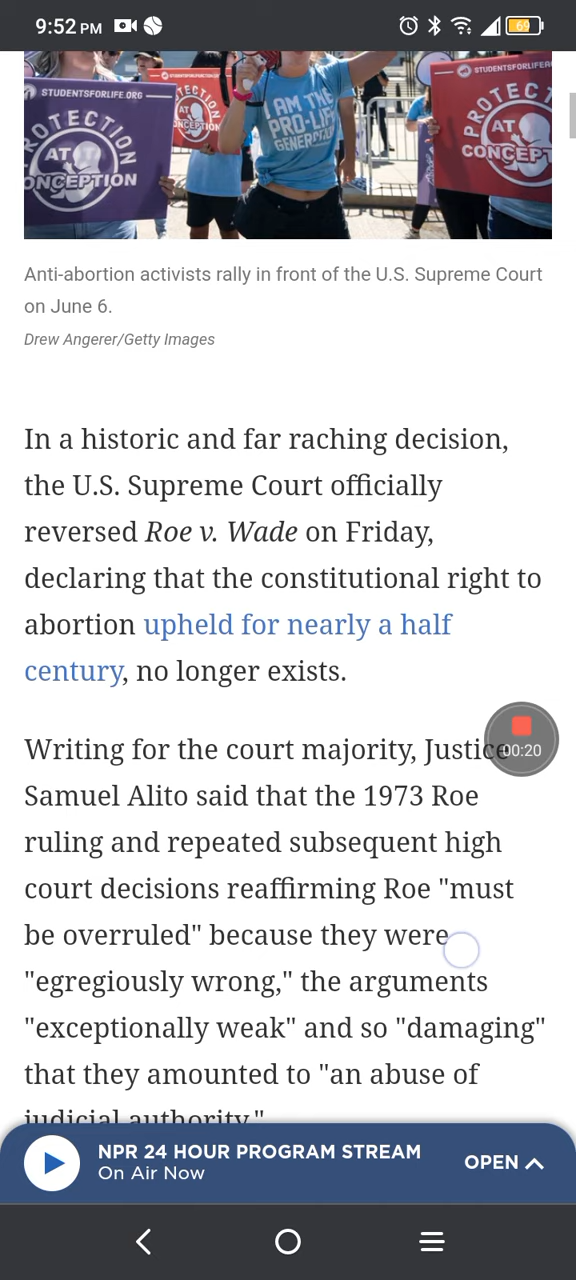 9:52 PM
69
STUDENTSFORLIFE.ORG
PROTECTION
AT
CONCEPTION
I AM THE
PRO-LIFE
GENERATION
STUDENTSFORLIFE
PROTECT
AT
CONCEPT
Anti-abortion activists rally in front of the U.S. Supreme Court
on June 6.
Drew Angerer/Getty Images
In a historic and far raching decision,
the U.S. Supreme Court officially
reversed Roe v. Wade on Friday,
declaring that the constitutional right to
abortion upheld for nearly a half
century, no longer exists.
Writing for the court majority, Justice
00:20
Samuel Alito said that the 1973 Roe
ruling and repeated subsequent high
court decisions reaffirming Roe "must
be overruled" because they were
"egregiously wrong," the arguments
"exceptionally weak" and so "damaging"
that they amounted to "an abuse of
judicial authority."
NPR 24 HOUR PROGRAM STREAM
On Air Now
OPEN